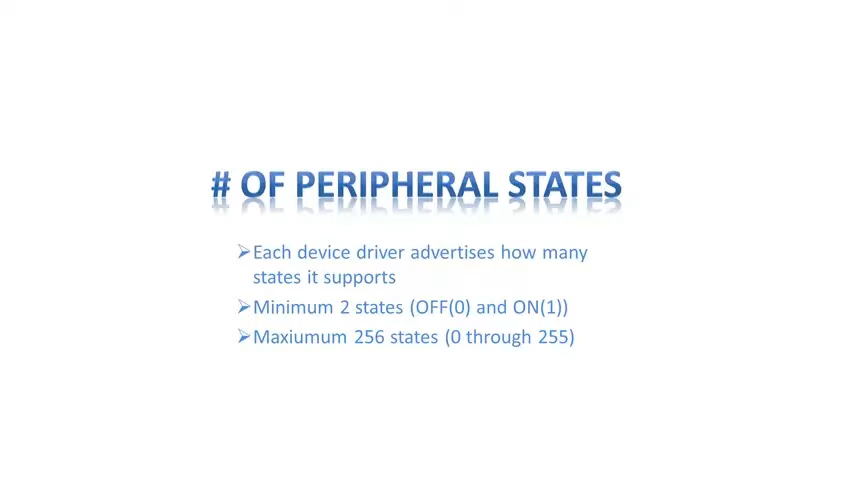 # OF PERIPHERAL STATES
➢Each device driver advertises how many
states it supports
➢Minimum 2 states (OFF(0) and ON(1))
➢Maxiumum 256 states (0 through 255)